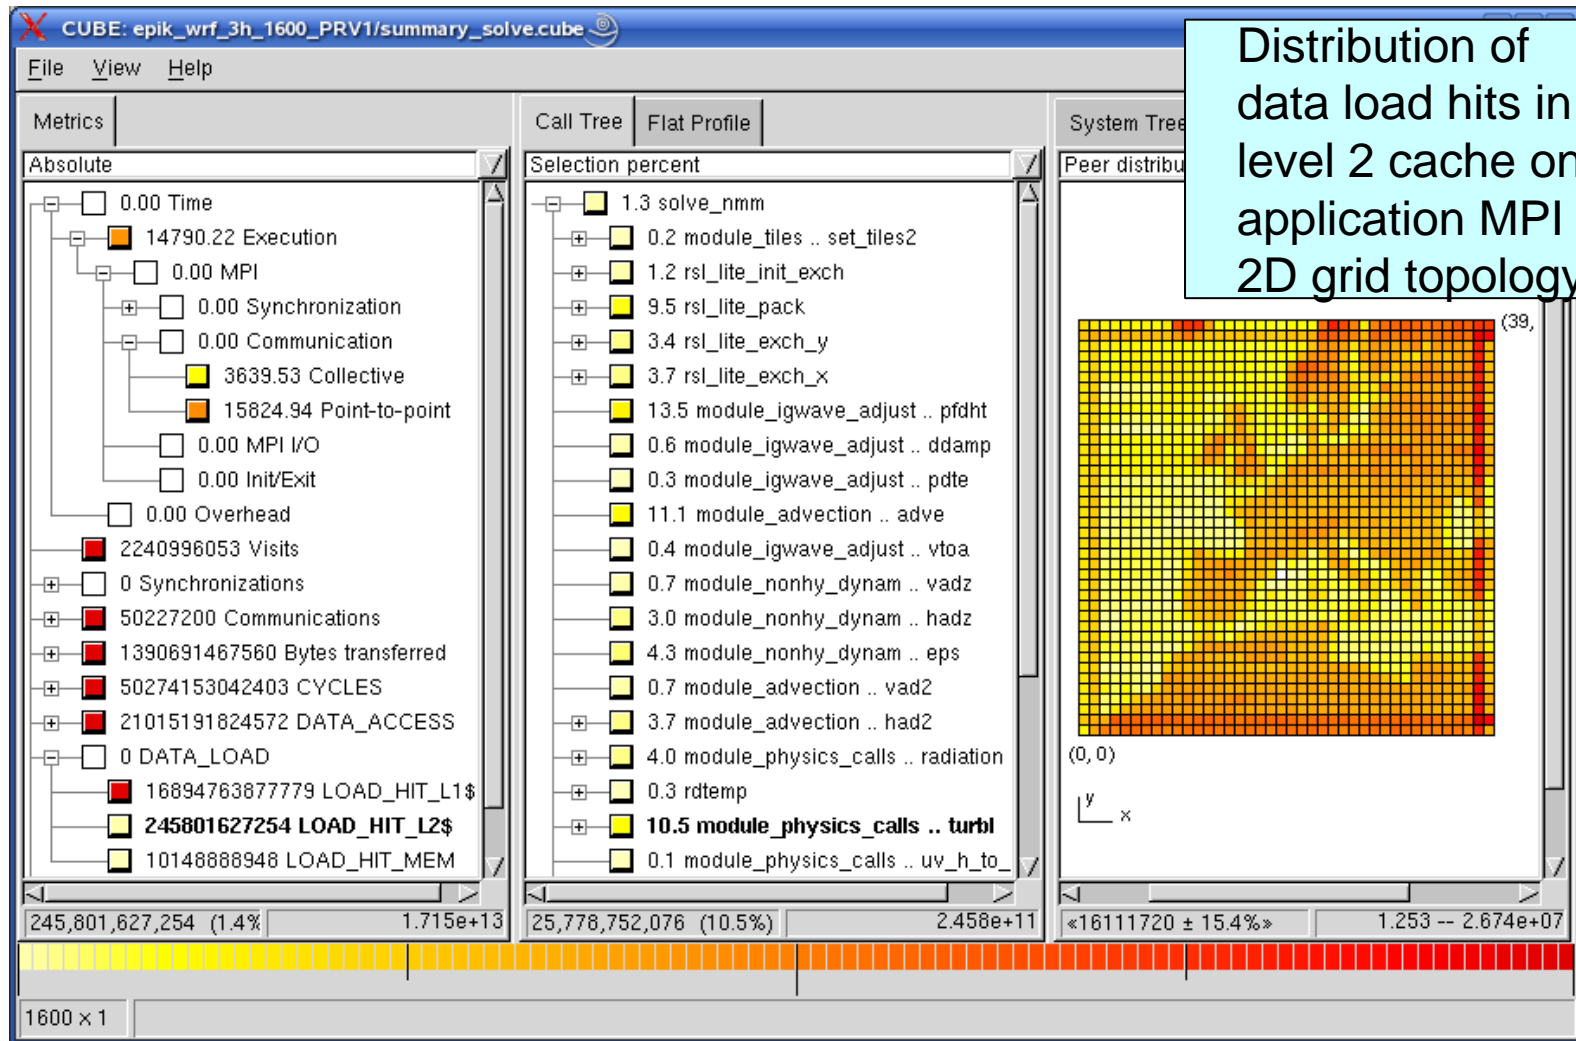 CUBE: epik_wrf_3h_1600_PRV1/summary_solve.cube
File View Help
Distribution of
data load hits in
level 2 cache on
application MPI
2D grid topology
Metrics
Absolute
0.00 Time
14790.22 Execution
0.00 MPI
0.00 Synchronization
0.00 Communication
3639.53 Collective
15824.94 Point-to-point
0.00 MPI I/O
0.00 Init/Exit
0.00 Overhead
2240996053 Visits
0 Synchronizations
50227200 Communications
1390691467560 Bytes transferred
50274153042403 CYCLES
21015191824572 DATA_ACCESS
0 DATA_LOAD
16894763877779 LOAD_HIT_L1$
245801627254 LOAD_HIT_L2$
10148888948 LOAD_HIT_MEM
245,801,627,254 (1.4% 1.715e+13
Call Tree Flat Profile
Selection percent
1.3 solve_nmm
0.2 module_tiles .. set_tiles2
1.2 rsl_lite_init_exch
9.5 rsl_lite_pack
3.4 rsl_lite_exch_y
3.7 rsl_lite_exch_x
13.5 module_igwave_adjust .. pfdht
0.6 module_igwave_adjust .. ddamp
0.3 module_igwave_adjust .. pdte
11.1 module_advection .. adve
0.4 module_igwave_adjust .. vtoa
0.7 module_nonhy_dynam .. vadz
3.0 module_nonhy_dynam .. hadz
4.3 module_nonhy_dynam .. eps
0.7 module_advection .. vad2
3.7 module_advection .. had2
4.0 module_physics_calls .. radiation
0.3 rdtemp
10.5 module_physics_calls .. turbl
0.1 module_physics_calls .. uv_h_to_
25,778,752,076 (10.5%) 2.458e+11
System Tree
Peer distribu
(39,
(0, 0)
y
x
«16111720 ± 15.4%» 1.253 -- 2.674e+07
1600 × 1